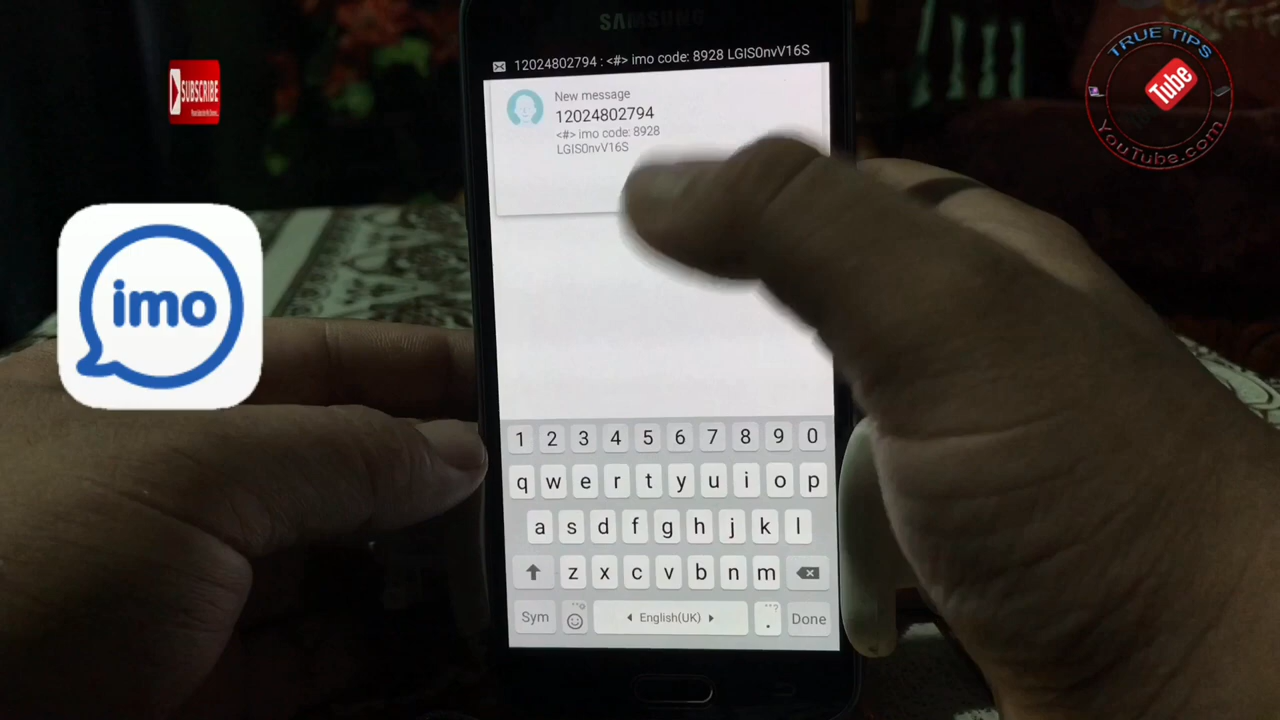 SAMSUNG
12024802794 : <#> imo code: 8928 LGIS0nvV16S
New message
12024802794
<#> imo code: 8928
LGIS0nvV16S
SUBSCRIBE
imo
TRUE TIPS
Tube
YouTube.com
1 2 3 4 5 6 7 8 9 0
q w e r t y u i o p
a s d f g h j k l
z x c v b n m
Sym English(UK) . Done